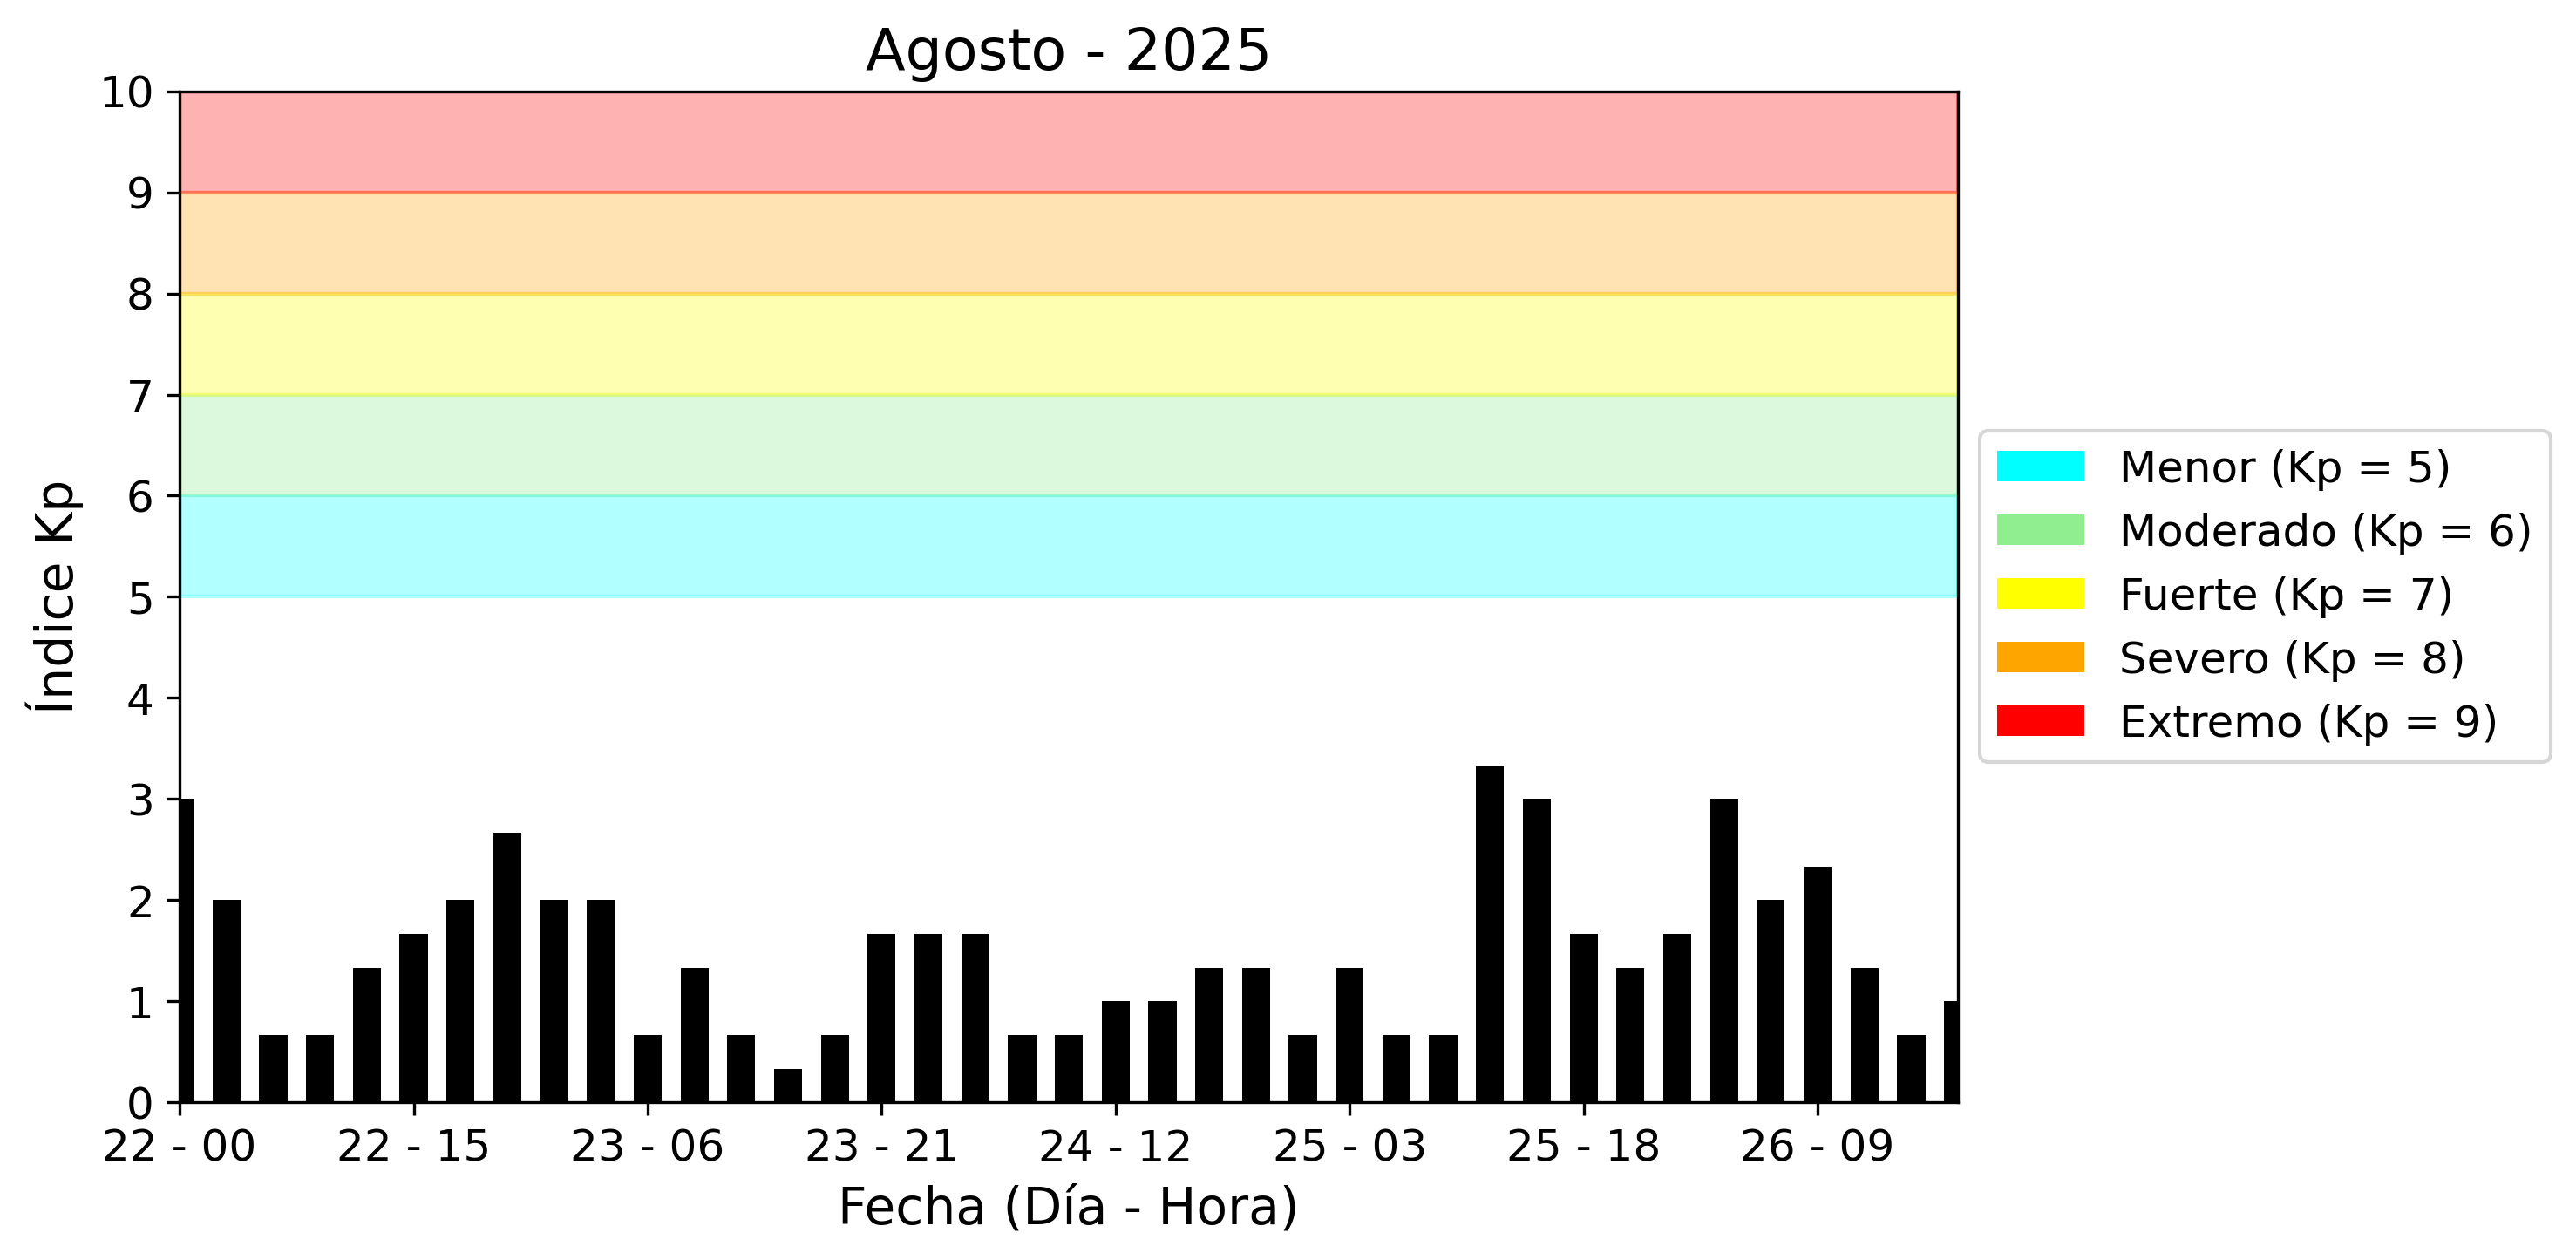 Agosto - 2025
10
9
8
7
6
5
4
3
2
1
0
Índice Kp
22 - 00
22 - 15
23 - 06
23 - 21
24 - 12
25 - 03
25 - 18
26 - 09
Fecha (Día - Hora)
Menor (Kp = 5)
Moderado (Kp = 6)
Fuerte (Kp = 7)
Severo (Kp = 8)
Extremo (Kp = 9)